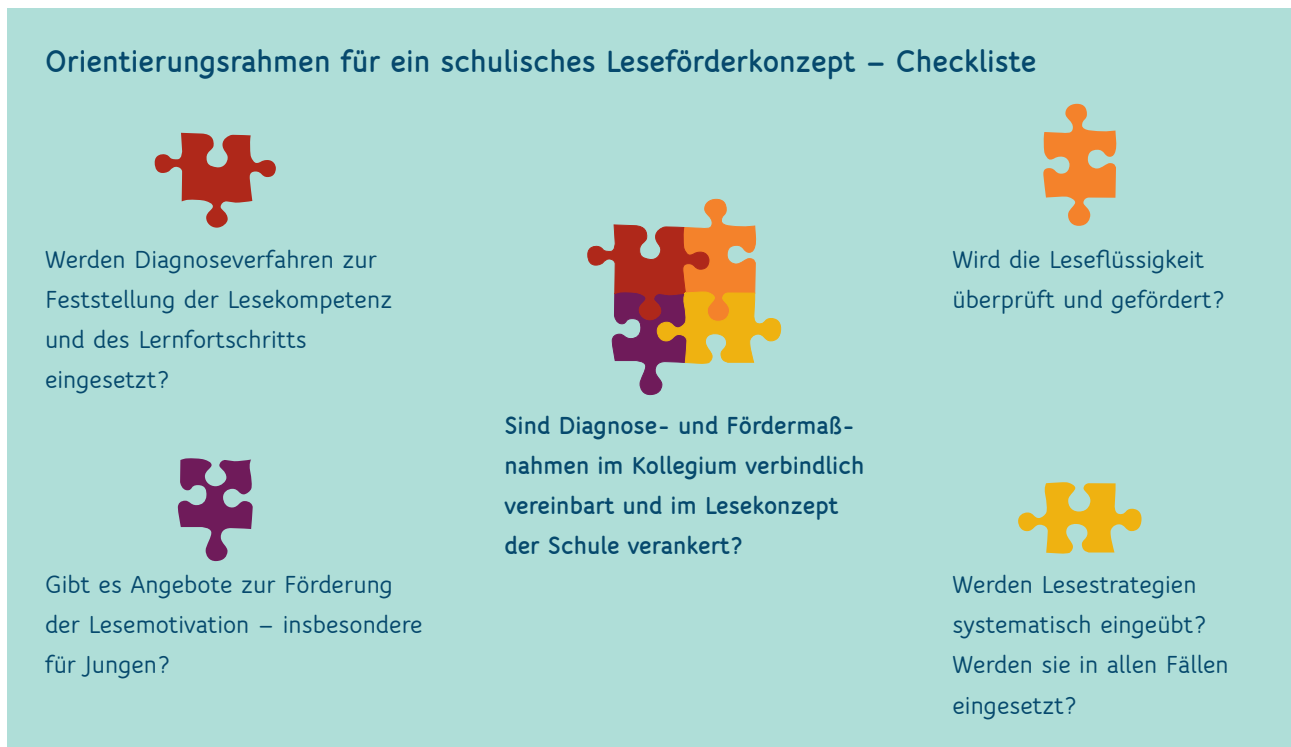 Orientierungsrahmen für ein schulisches Leseförderkonzept – Checkliste
Werden Diagnoseverfahren zur
Feststellung der Lesekompetenz
und des Lernfortschritts
eingesetzt?
Wird die Leseflüssigkeit
überprüft und gefördert?
Sind Diagnose- und Fördermaß-
nahmen im Kollegium verbindlich
vereinbart und im Lesekonzept
der Schule verankert?
Gibt es Angebote zur Förderung
der Lesemotivation – insbesondere
für Jungen?
Werden Lesestrategien
systematisch eingeübt?
Werden sie in allen Fällen
eingesetzt?